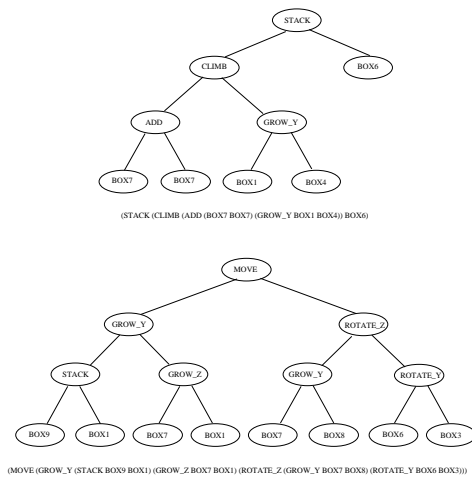 STACK
CLIMB BOX6
ADD GROW_Y
BOX7 BOX7 BOX1 BOX4
(STACK (CLIMB (ADD (BOX7 BOX7) (GROW_Y BOX1 BOX4)) BOX6)
MOVE
GROW_Y ROTATE_Z
STACK GROW_Z GROW_Y ROTATE_Y
BOX9 BOX1 BOX7 BOX1 BOX7 BOX8 BOX6 BOX3
(MOVE (GROW_Y (STACK BOX9 BOX1) (GROW_Z BOX7 BOX1) (ROTATE_Z (GROW_Y BOX7 BOX8) (ROTATE_Y BOX6 BOX3)))